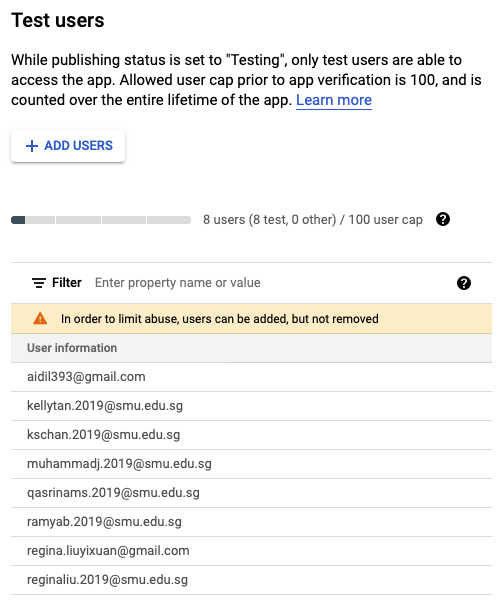 Test users
While publishing status is set to "Testing", only test users are able to
access the app. Allowed user cap prior to app verification is 100, and is
counted over the entire lifetime of the app. Learn more
+ ADD USERS
8 users (8 test, 0 other) / 100 user cap
Filter Enter property name or value
In order to limit abuse, users can be added, but not removed
User information
aidil393@gmail.com
kellytan.2019@smu.edu.sg
kschan.2019@smu.edu.sg
muhammadj.2019@smu.edu.sg
qasrinams.2019@smu.edu.sg
ramyab.2019@smu.edu.sg
regina.liuyixuan@gmail.com
reginaliu.2019@smu.edu.sg